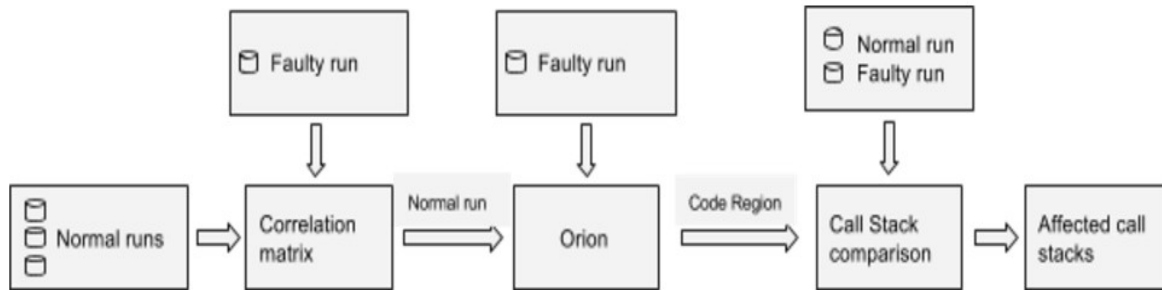 Faulty run
Faulty run
Normal run
Faulty run
Normal runs
Correlation
matrix
Normal run
Orion
Code Region
Call Stack
comparison
Affected call
stacks